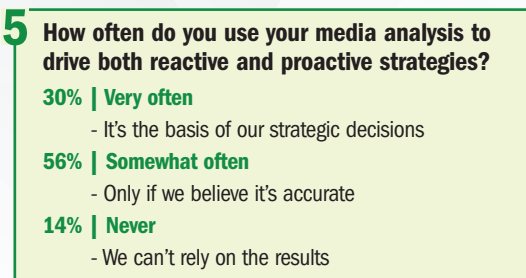 5
How often do you use your media analysis to
drive both reactive and proactive strategies?
30% | Very often
- It's the basis of our strategic decisions
56% | Somewhat often
- Only if we believe it's accurate
14% | Never
- We can't rely on the results